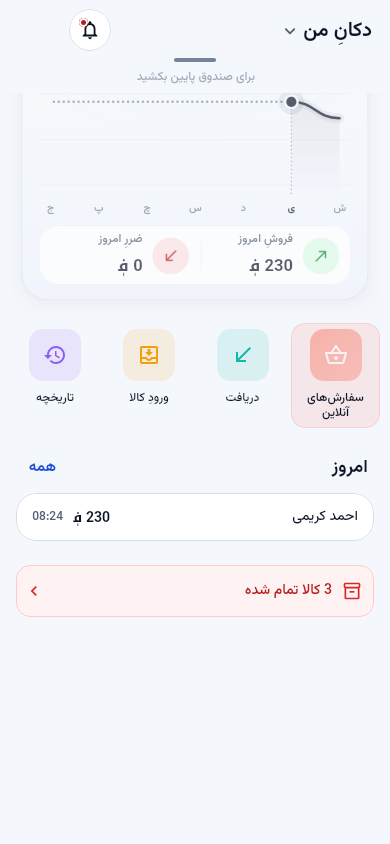 دکانِ من
برای صندوق پایین بکشید
ش ی د س چ پ ج
فروشِ امروز
230 ؋
ضررِ امروز
0 ؋
سفارش‌های آنلاین
دریافت
ورودِ کالا
تاریخچه
امروز
همه
احمد کریمی
230 ؋
08:24
3 کالا تمام شده